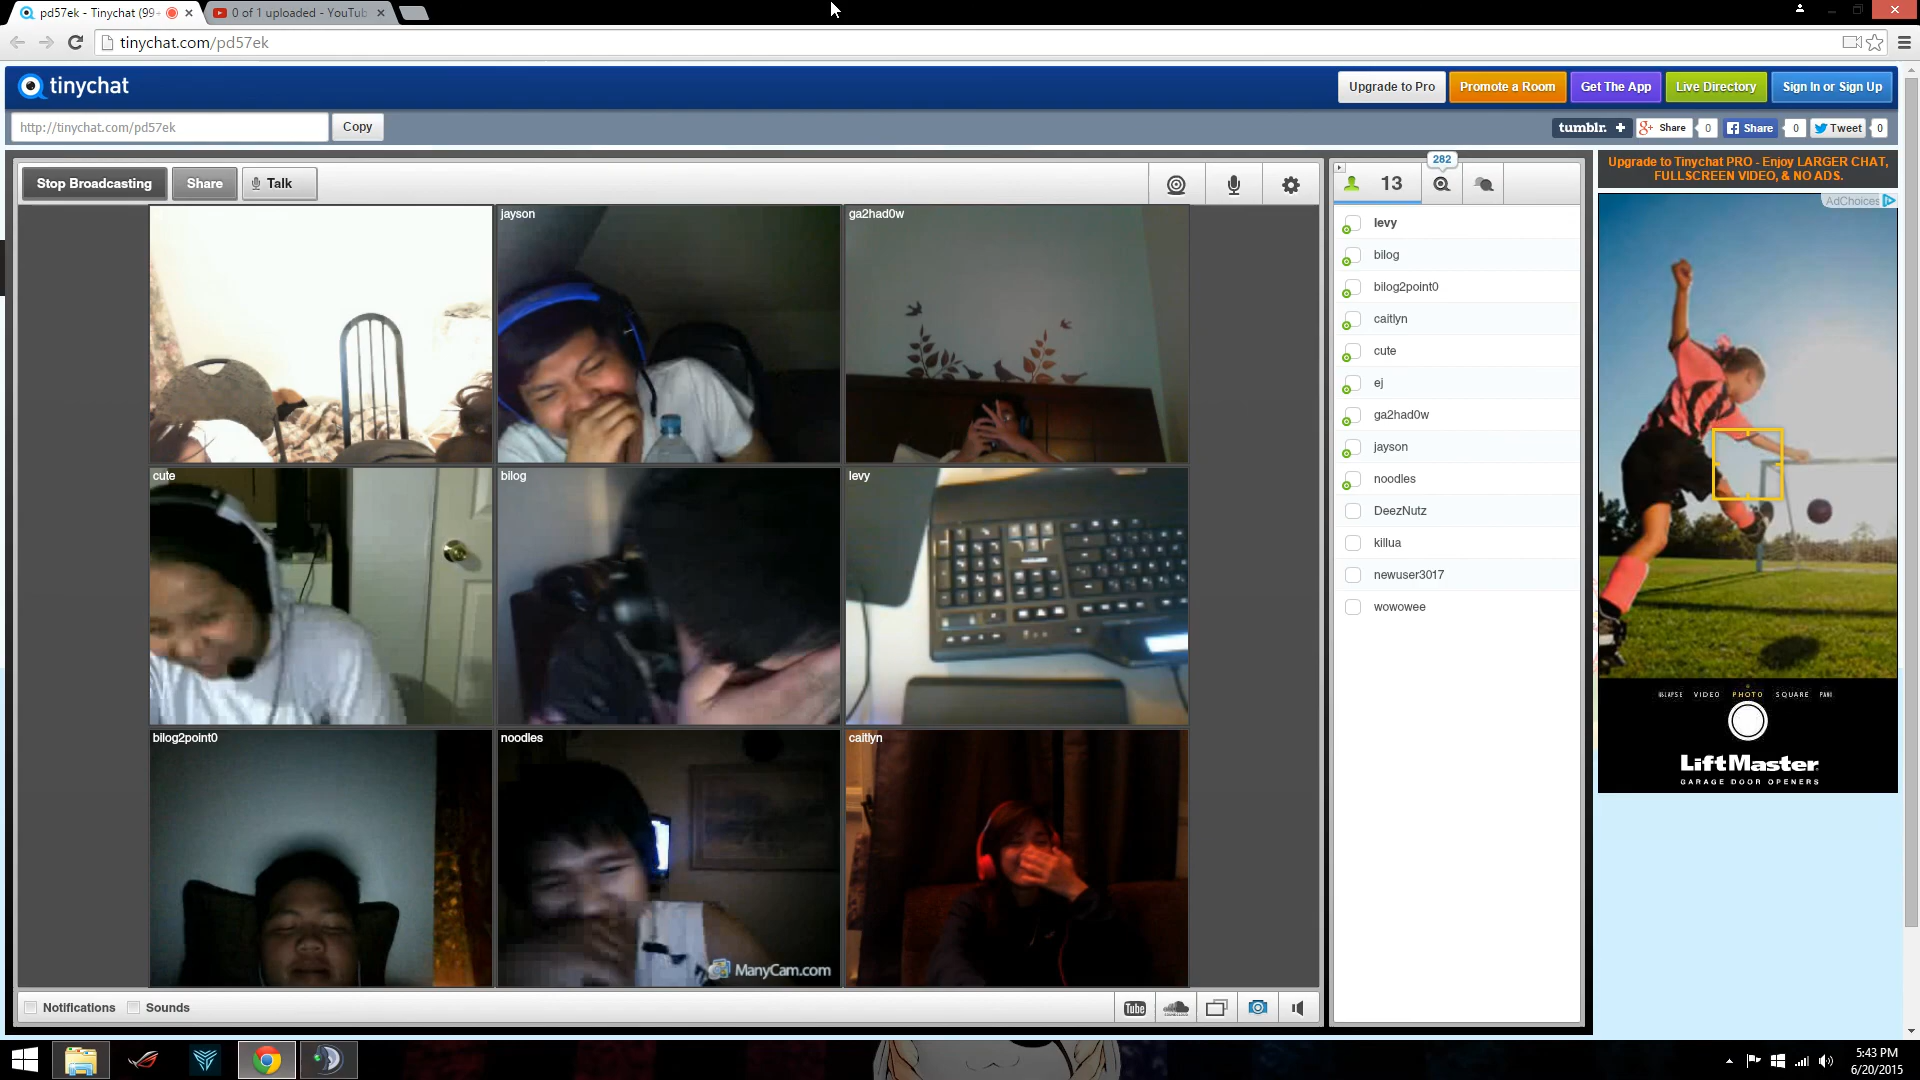 pd57ek - Tinychat (99+
0 of 1 uploaded - YouTub
tinychat.com/pd57ek
tinychat
Upgrade to Pro
Promote a Room
Get The App
Live Directory
Sign In or Sign Up
http://tinychat.com/pd57ek
Copy
tumblr. +
Share 0
Share 0
Tweet 0
Stop Broadcasting
Share
Talk
282
13
Upgrade to Tinychat PRO - Enjoy LARGER CHAT,
FULLSCREEN VIDEO, & NO ADS.
AdChoices
jayson
ga2had0w
cute
bilog
levy
bilog2point0
noodles
caitlyn
ManyCam.com
levy
bilog
bilog2point0
caitlyn
cute
ej
ga2had0w
jayson
noodles
DeezNutz
killua
newuser3017
wowowee
VIDEO PHOTO SQUARE
LiftMaster
GARAGE DOOR OPENERS
Notifications
Sounds
Tube
5:43 PM
6/20/2015